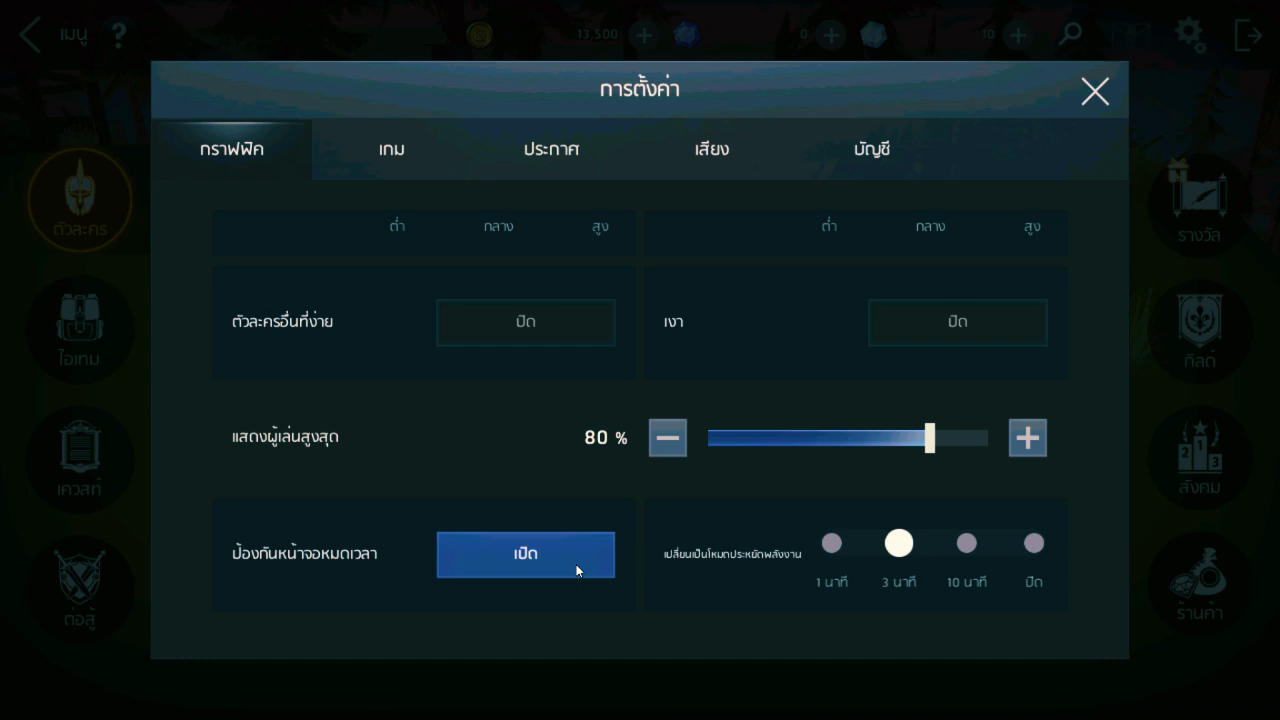 เมนู
?
13,500
0
10
การตั้งค่า
กราฟฟิค
เกม
ประกาศ
เสียง
บัญชี
ต่ำ กลาง สูง
ต่ำ กลาง สูง
ตัวละครอื่นที่ง่าย
ปิด
เงา
ปิด
แสดงผู้เล่นสูงสุด
80 %
ป้องกันหน้าจอหมดเวลา
เปิด
เปลี่ยนเป็นโหมดประหยัดพลังงาน
1 นาที
3 นาที
10 นาที
ปิด
ตัวละคร
ไอเทม
เควสท์
ต่อสู้
รางวัล
กิลด์
2 1 3
สังคม
ร้านค้า